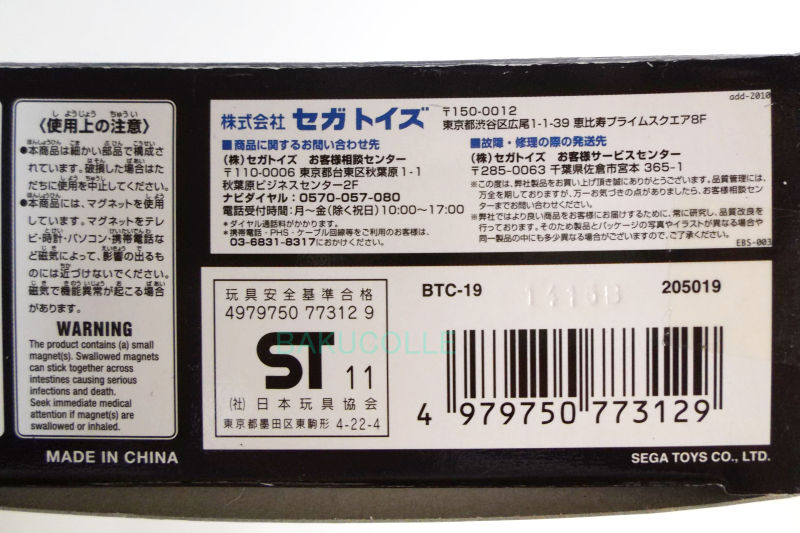 〈使用上の注意〉
●本商品は細かい部品で構成さ
れています。破損した場合はた
だちに使用を中止してください。
●本商品には、マグネットを使用
しています。マグネットをテレ
ビ・時計・パソコン・携帯電話な
ど磁気によって、影響の出るも
のには近づけないでください。
磁気で機能異常が起こる場合
があります。
WARNING
The product contains (a) small
magnet(s). Swallowed magnets
can stick together across
intestines causing serious
infections and death.
Seek immediate medical
attention if magnet(s) are
swallowed or inhaled.
MADE IN CHINA
add-2010
株式会社 セガトイズ
〒150-0012
東京都渋谷区広尾1-1-39 恵比寿プライムスクエア8F
■商品に関するお問い合わせ先
(株)セガトイズ お客様相談センター
〒110-0006 東京都台東区秋葉原1-1
秋葉原ビジネスセンター2F
ナビダイヤル:0570-057-080
電話受付時間:月〜金(除く祝日)10:00〜17:00
*ダイヤル通話料がかかります。
*携帯電話・PHS・ケーブル回線等をご利用のお客様は、
03-6831-8317におかけください。
■故障・修理の際の発送先
(株)セガトイズ お客様サービスセンター
〒285-0063 千葉県佐倉市宮本 365-1
※この度は、弊社製品をお買い上げ頂き誠にありがとうございます。品質管理には、
万全を期しておりますが、万一お気づきの点がありましたら、お客様相談セン
ターまでお問い合わせください。
※弊社ではより良い商品をお客様にお届けするために、常に研究し、品質改良を
行っております。そのため製品とパッケージの写真やイラストが異なる場合や
同一製品の中にも多少異なる場合がございますので、ご了承ください。
EBS-003
玩具安全基準合格
4979750 77312 9
ST 11
BAKUCOLLE
(社)日本玩具協会
東京都墨田区東駒形 4-22-4
BTC-19
205019
4 979750 773129
SEGA TOYS CO., LTD.